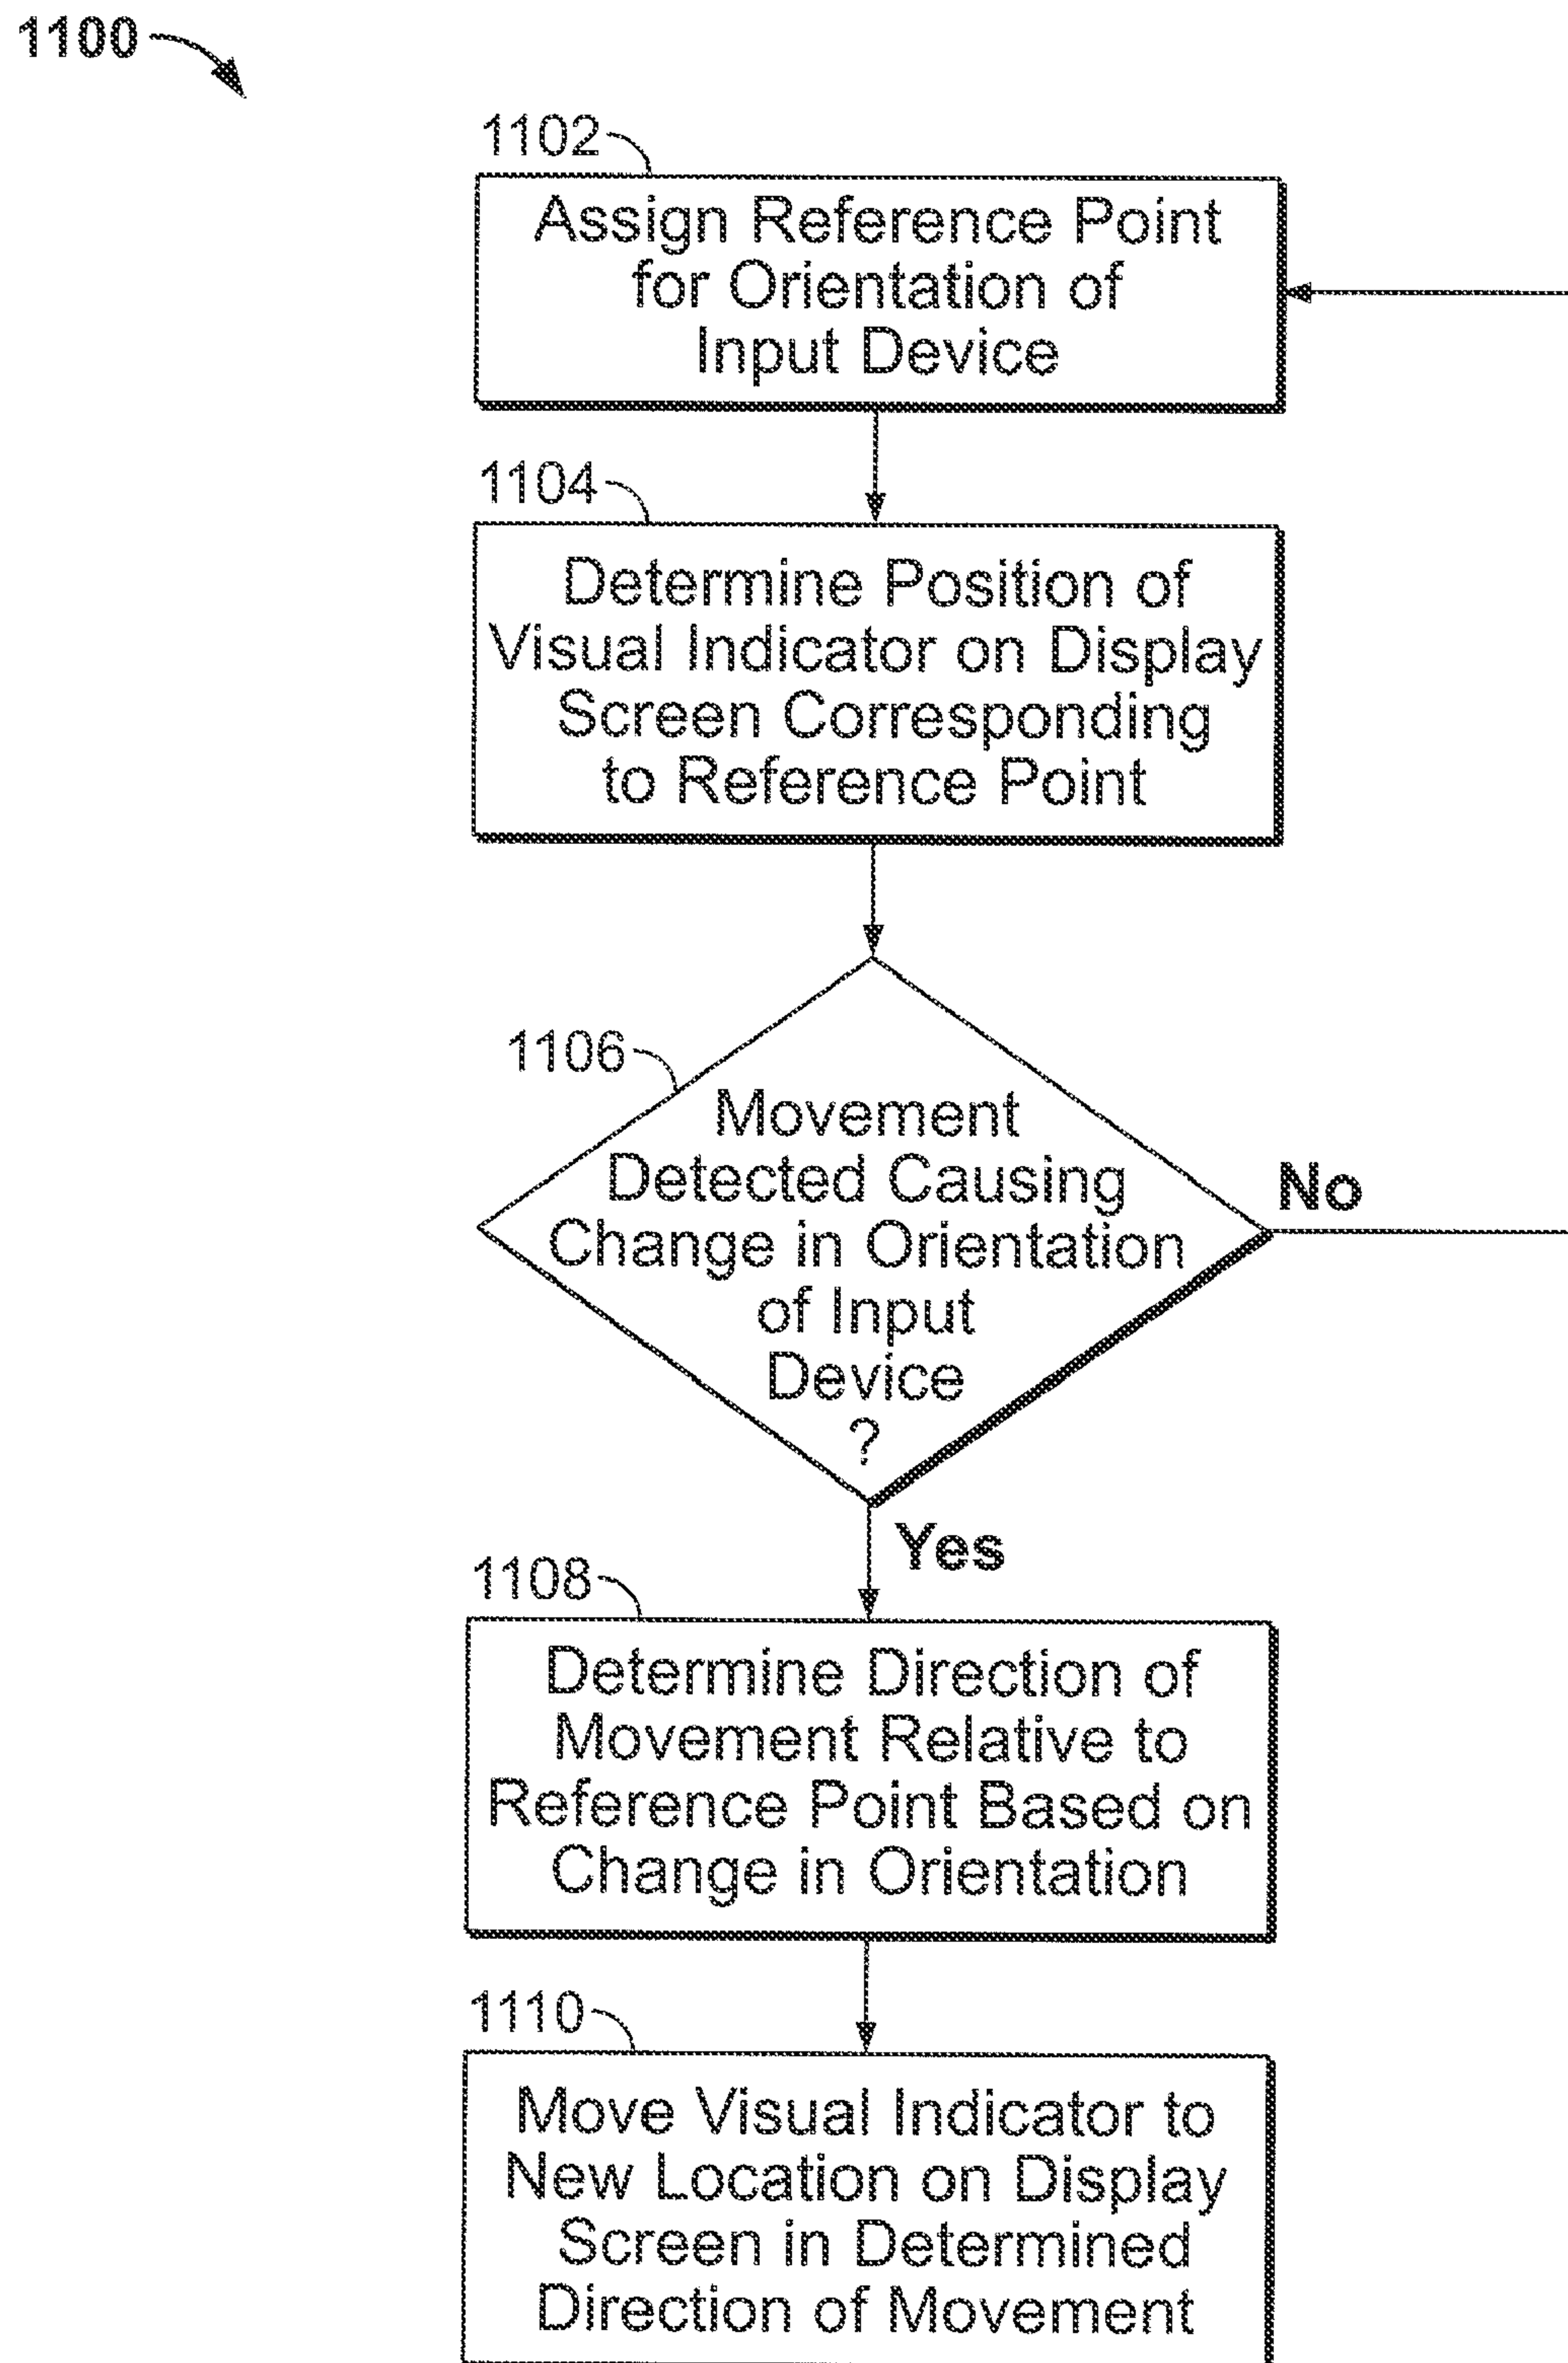 1100
1102
Assign Reference Point
for Orientation of
Input Device
1104
Determine Position of
Visual Indicator on Display
Screen Corresponding
to Reference Point
1106
Movement
Detected Causing
Change in Orientation
of Input
Device
?
No
Yes
1108
Determine Direction of
Movement Relative to
Reference Point Based on
Change in Orientation
1110
Move Visual Indicator to
New Location on Display
Screen in Determined
Direction of Movement